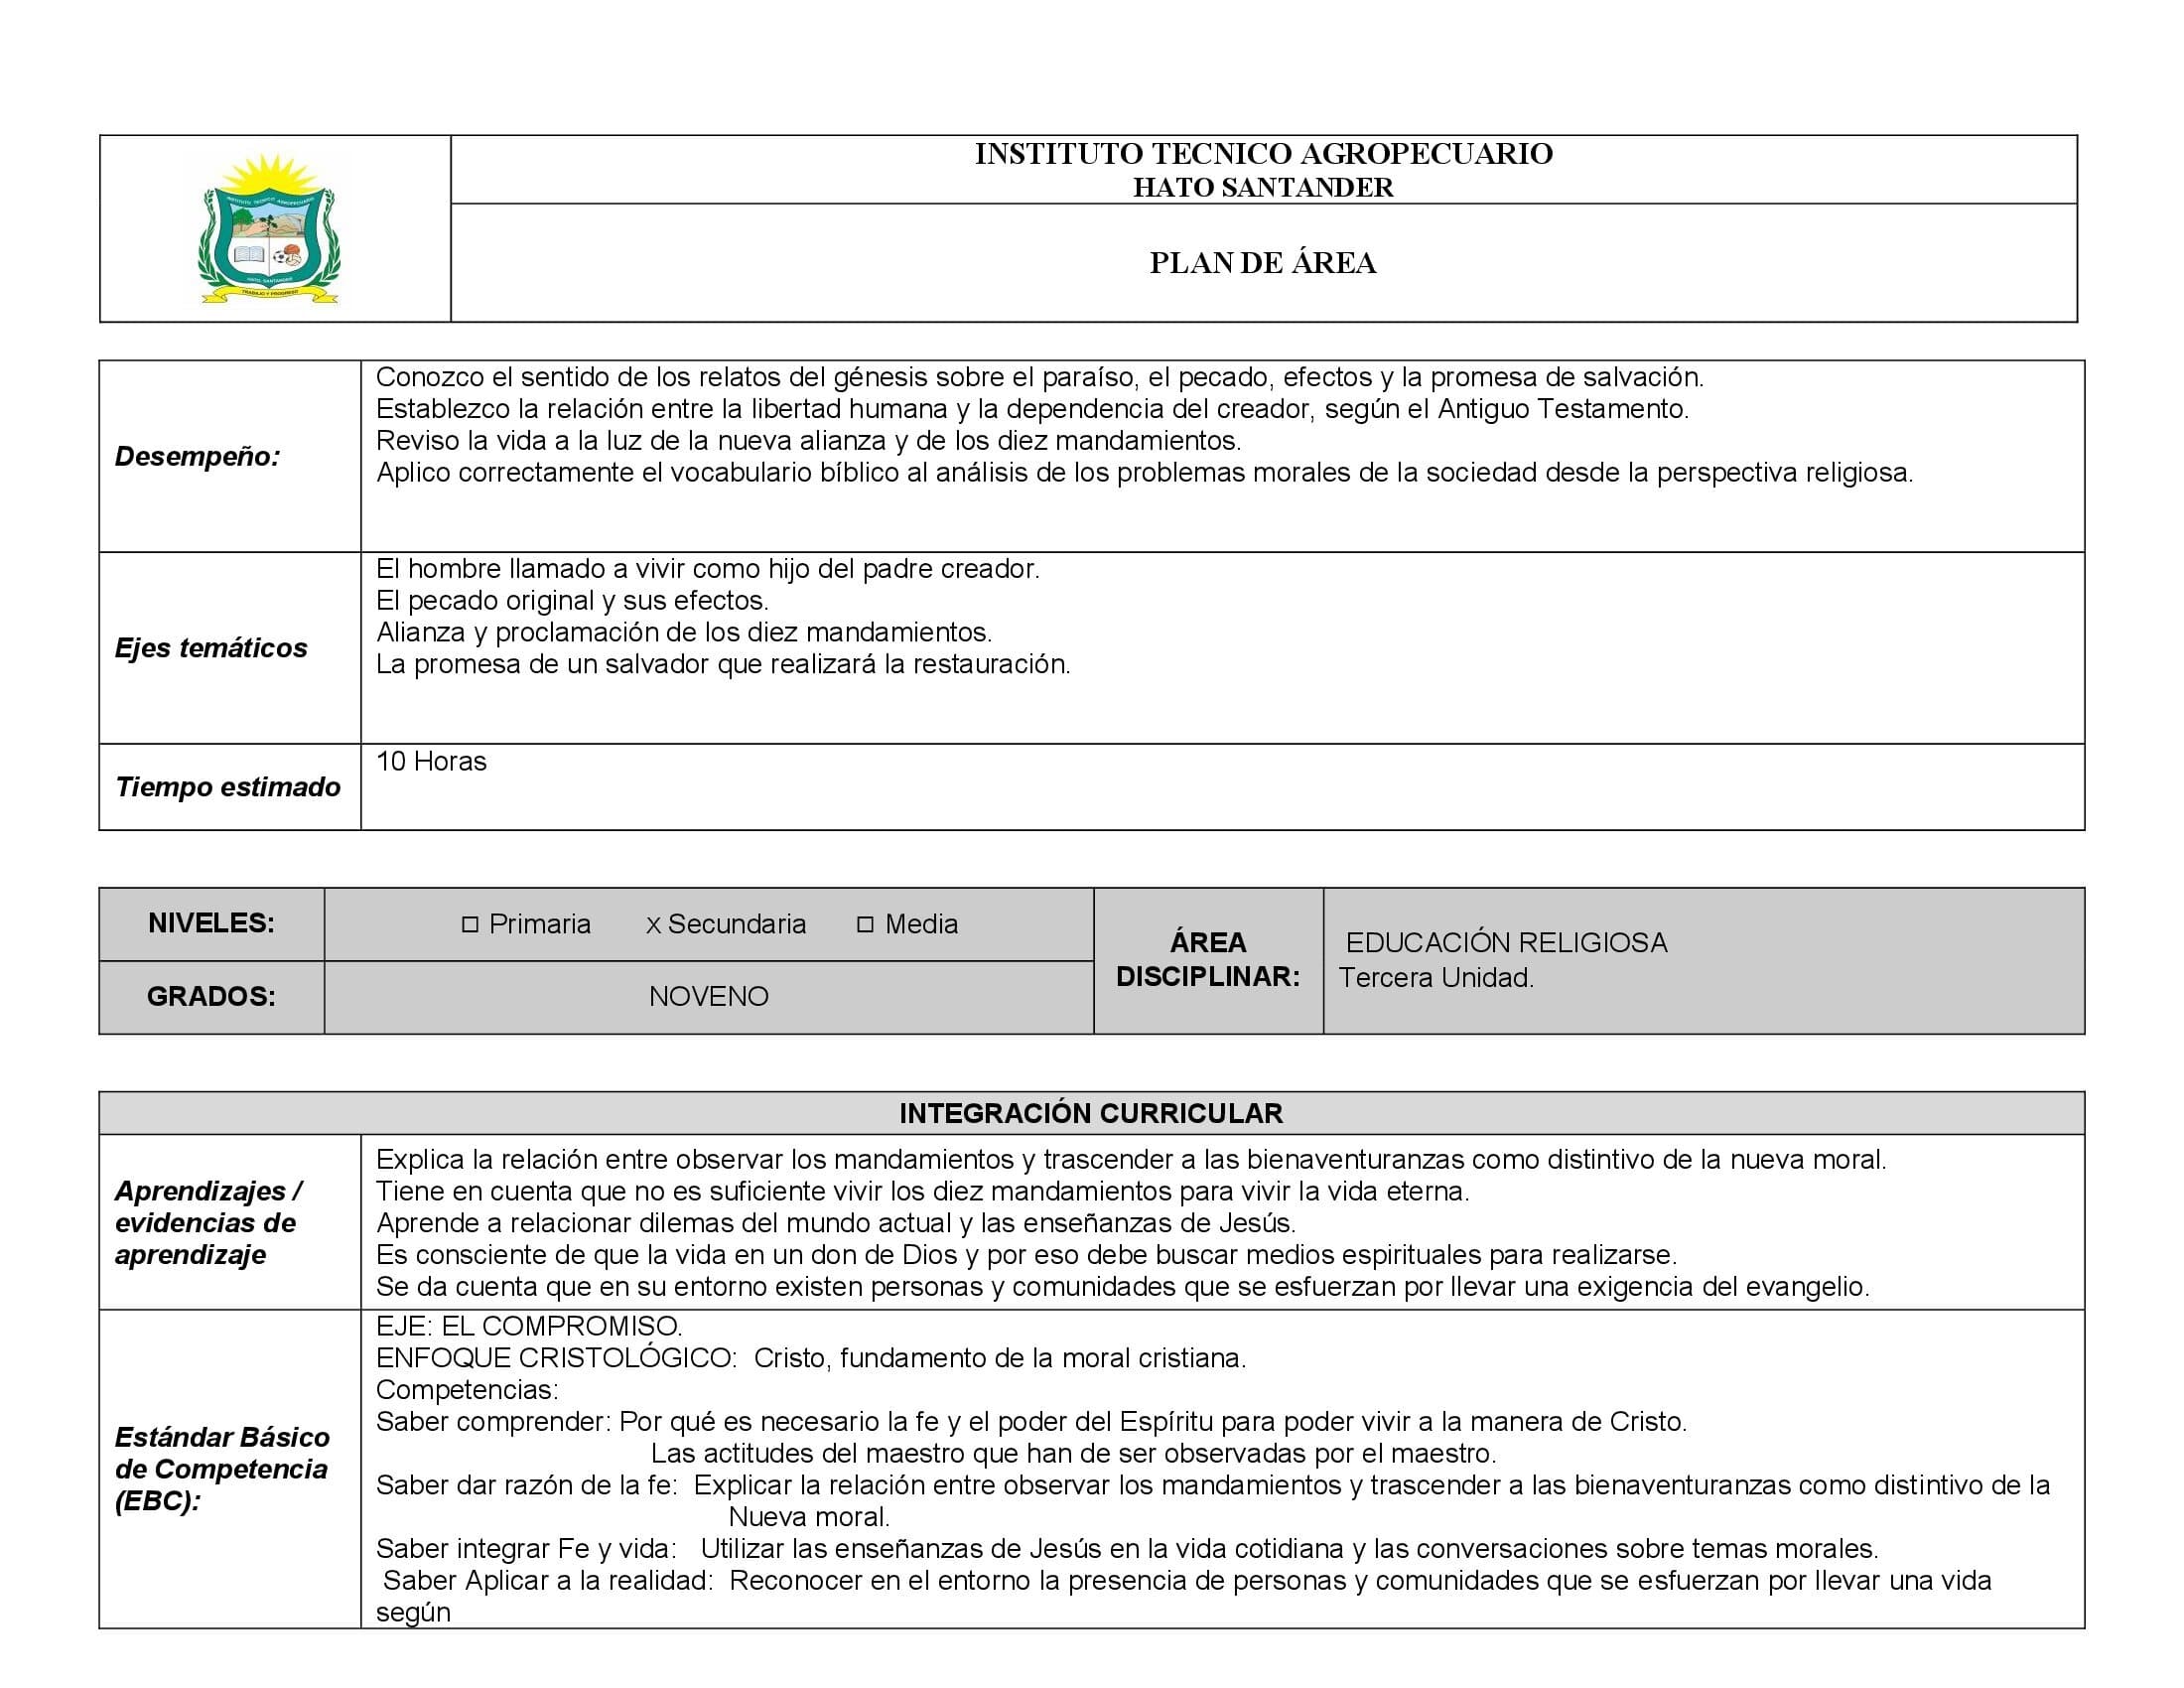 INSTITUTO TECNICO AGROPECUARIO
HATO SANTANDER
PLAN DE ÁREA
INSTITUTO TECNICO AGROPECUARIO
HATO SANTANDER
TRABAJO Y PROGRESO
Desempeño:
Conozco el sentido de los relatos del génesis sobre el paraíso, el pecado, efectos y la promesa de salvación.
Establezco la relación entre la libertad humana y la dependencia del creador, según el Antiguo Testamento.
Reviso la vida a la luz de la nueva alianza y de los diez mandamientos.
Aplico correctamente el vocabulario bíblico al análisis de los problemas morales de la sociedad desde la perspectiva religiosa.
Ejes temáticos
El hombre llamado a vivir como hijo del padre creador.
El pecado original y sus efectos.
Alianza y proclamación de los diez mandamientos.
La promesa de un salvador que realizará la restauración.
Tiempo estimado
10 Horas
NIVELES:
☐ Primaria x Secundaria ☐ Media
GRADOS:
NOVENO
ÁREA
DISCIPLINAR:
EDUCACIÓN RELIGIOSA
Tercera Unidad.
INTEGRACIÓN CURRICULAR
Aprendizajes /
evidencias de
aprendizaje
Explica la relación entre observar los mandamientos y trascender a las bienaventuranzas como distintivo de la nueva moral.
Tiene en cuenta que no es suficiente vivir los diez mandamientos para vivir la vida eterna.
Aprende a relacionar dilemas del mundo actual y las enseñanzas de Jesús.
Es consciente de que la vida en un don de Dios y por eso debe buscar medios espirituales para realizarse.
Se da cuenta que en su entorno existen personas y comunidades que se esfuerzan por llevar una exigencia del evangelio.
Estándar Básico
de Competencia
(EBC):
EJE: EL COMPROMISO.
ENFOQUE CRISTOLÓGICO: Cristo, fundamento de la moral cristiana.
Competencias:
Saber comprender: Por qué es necesario la fe y el poder del Espíritu para poder vivir a la manera de Cristo.
Las actitudes del maestro que han de ser observadas por el maestro.
Saber dar razón de la fe: Explicar la relación entre observar los mandamientos y trascender a las bienaventuranzas como distintivo de la
Nueva moral.
Saber integrar Fe y vida: Utilizar las enseñanzas de Jesús en la vida cotidiana y las conversaciones sobre temas morales.
Saber Aplicar a la realidad: Reconocer en el entorno la presencia de personas y comunidades que se esfuerzan por llevar una vida
según